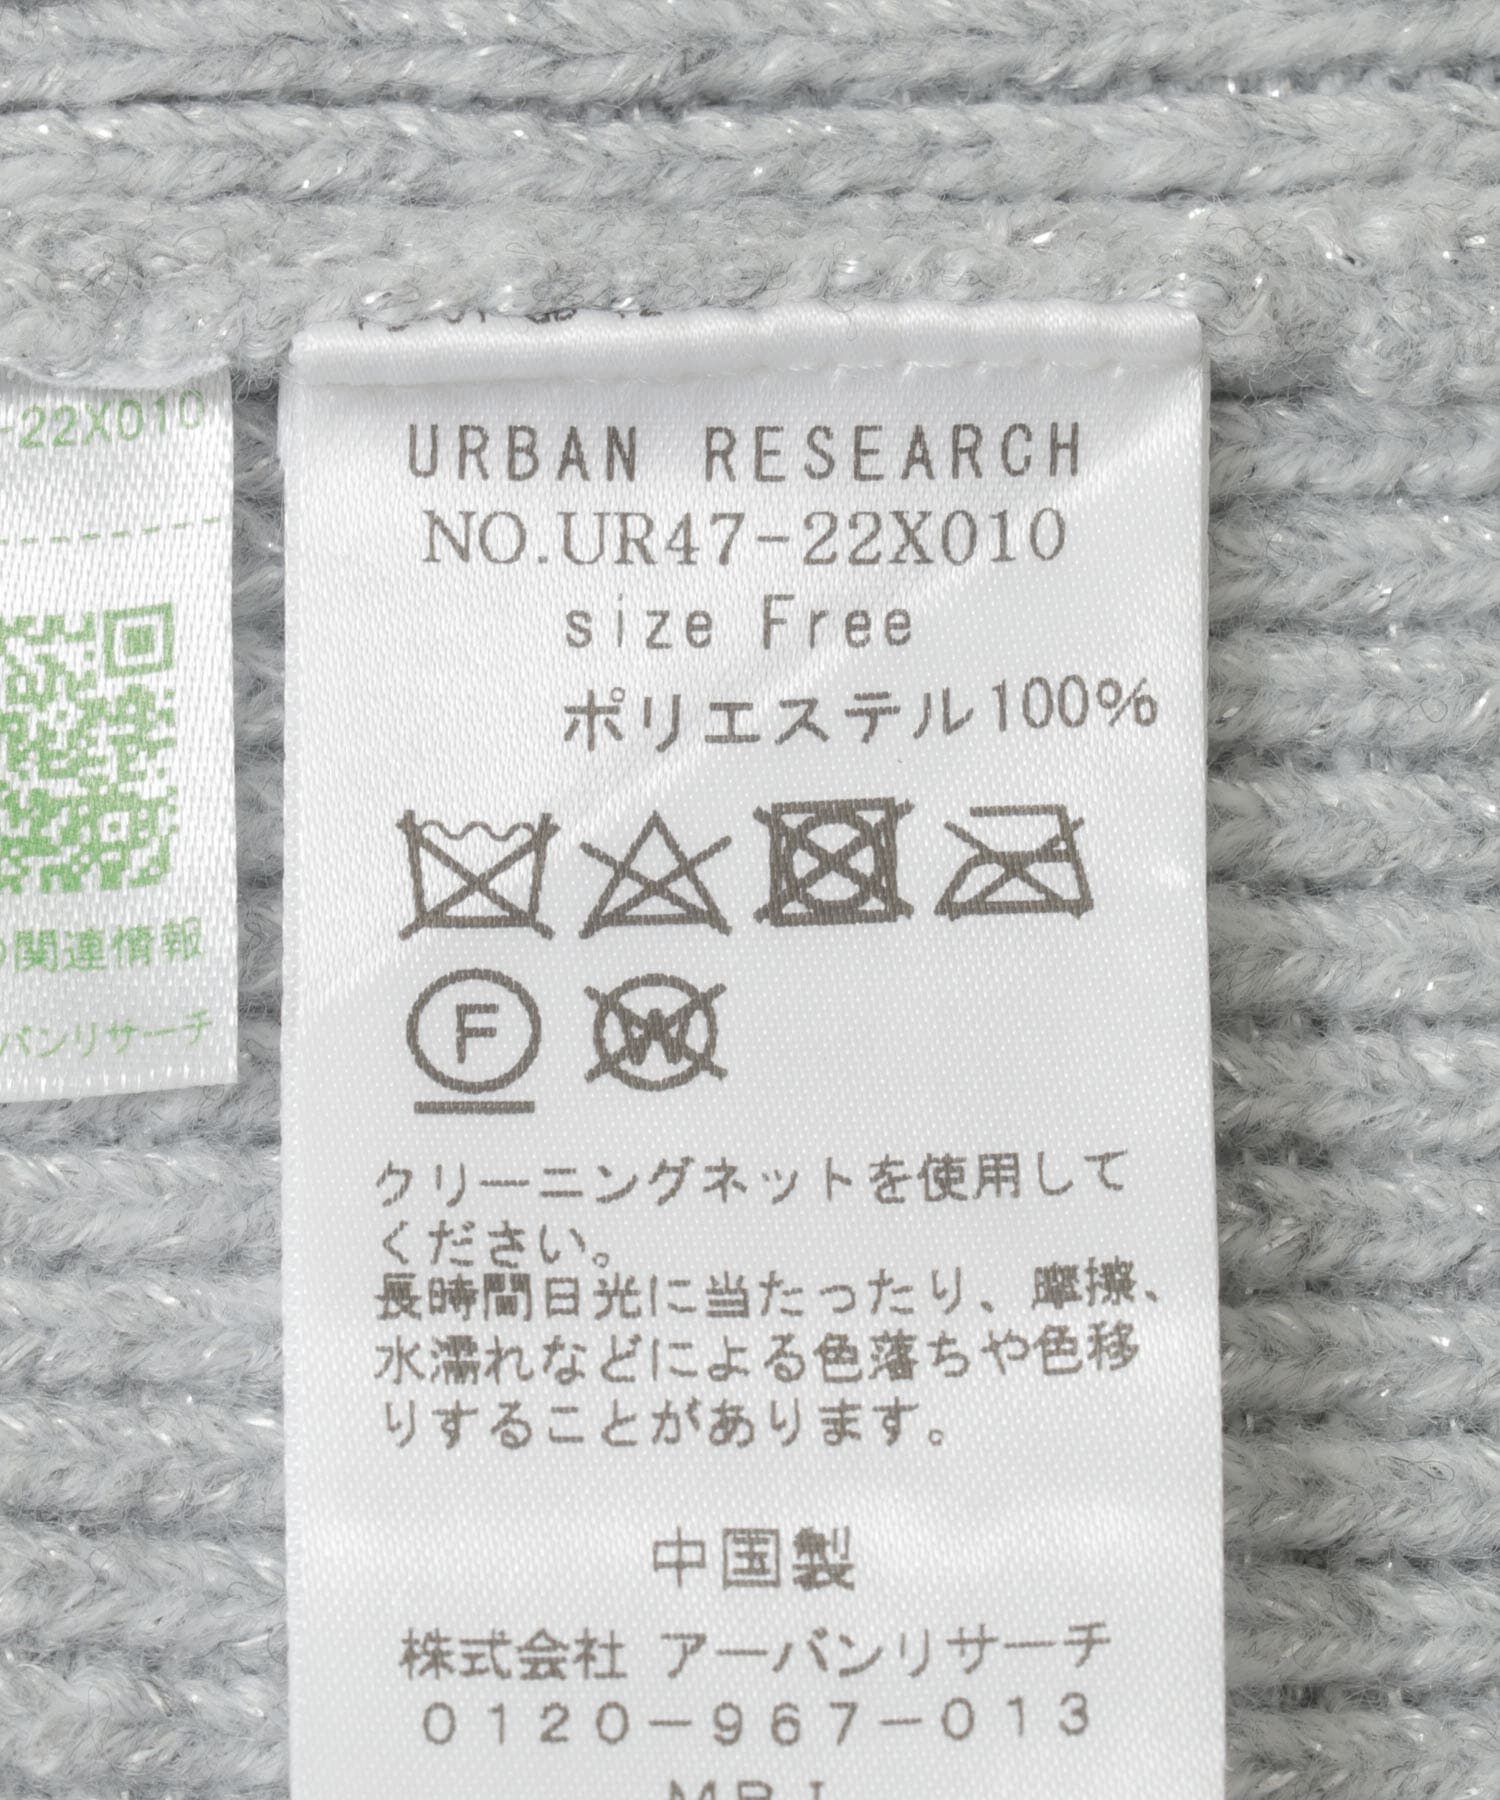 URBAN RESEARCH
NO.UR47-22X010
size Free
ポリエステル100%
F
W
クリーニングネットを使用して
ください。
長時間日光に当たったり、摩擦、
水濡れなどによる色落ちや色移
りすることがあります。
中国製
株式会社 アーバンリサーチ
0120-967-013
-22X010
の関連情報
バンリサーチ